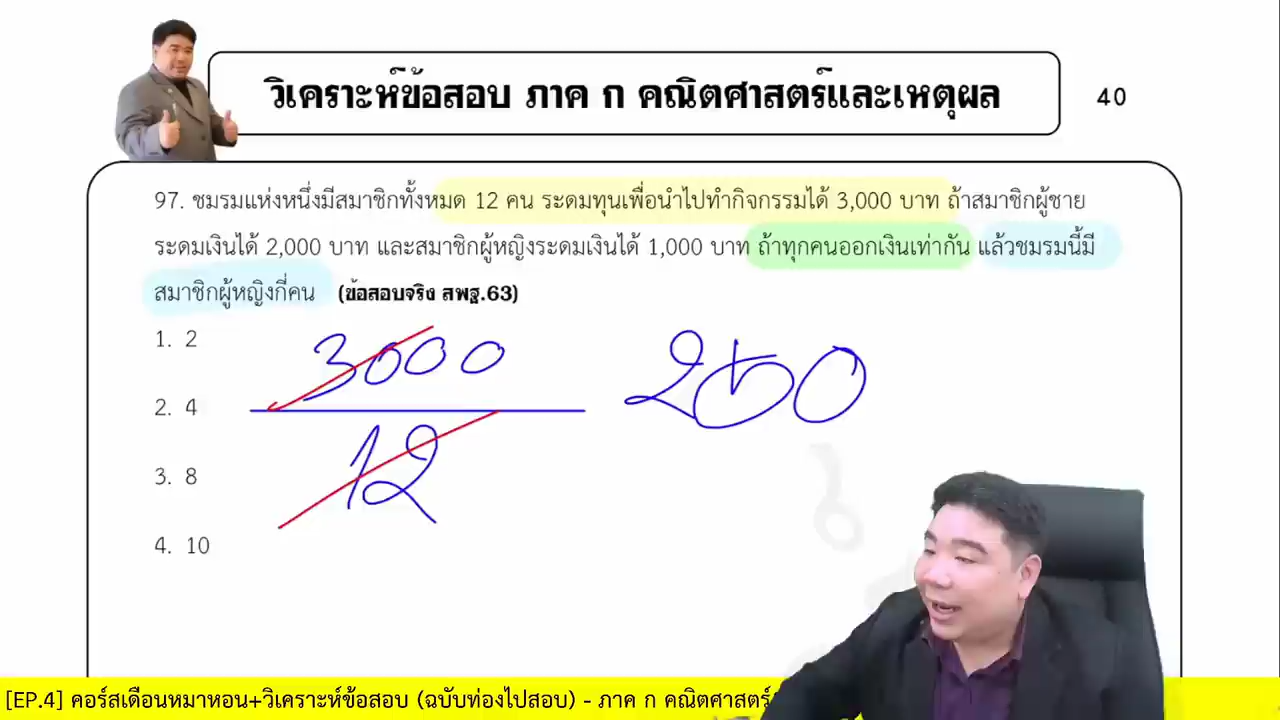 วิเคราะห์ข้อสอบ ภาค ก คณิตศาสตร์และเหตุผล
40
97. ชมรมแห่งหนึ่งมีสมาชิกทั้งหมด 12 คน ระดมทุนเพื่อนำไปทำกิจกรรมได้ 3,000 บาท ถ้าสมาชิกผู้ชาย
ระดมเงินได้ 2,000 บาท และสมาชิกผู้หญิงระดมเงินได้ 1,000 บาท ถ้าทุกคนออกเงินเท่ากัน แล้วชมรมนี้มี
สมาชิกผู้หญิงกี่คน (ข้อสอบจริง สพฐ.63)
1. 2
3000
2. 4
12
3. 8
4. 10
[EP.4] คอร์สเดือนหมาหอน+วิเคราะห์ข้อสอบ (ฉบับท่องไปสอบ) - ภาค ก คณิตศาสตร์